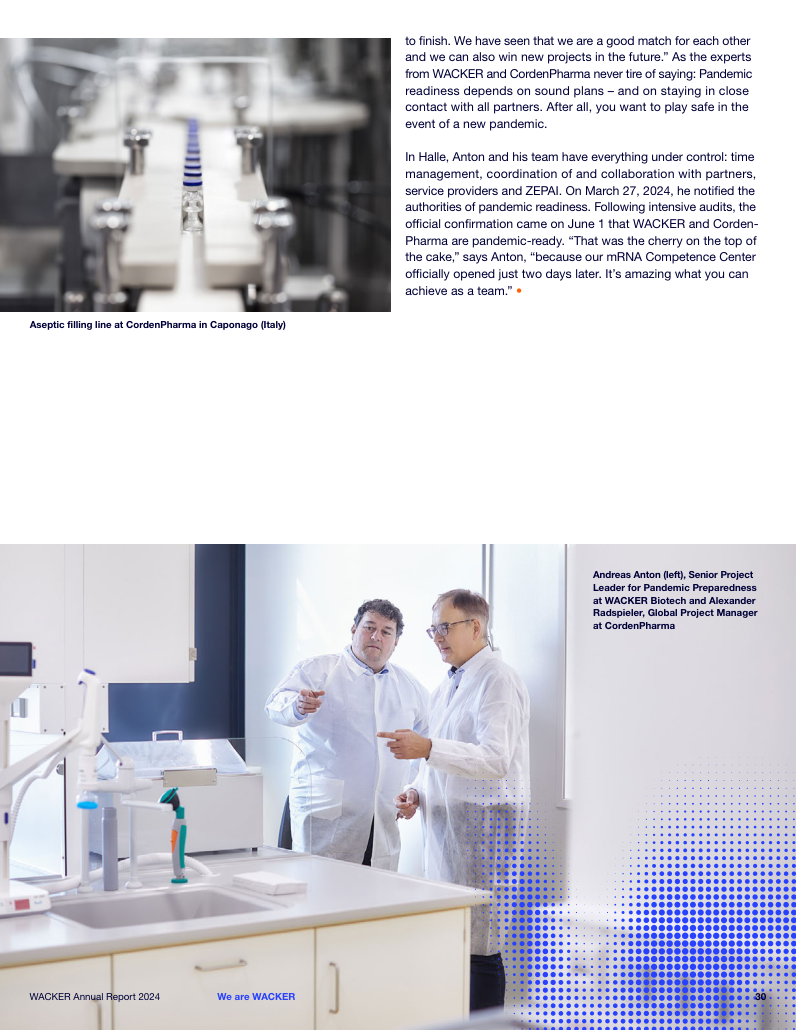 to finish. We have seen that we are a good match for each other
and we can also win new projects in the future.” As the experts
from WACKER and CordenPharma never tire of saying: Pandemic
readiness depends on sound plans – and on staying in close
contact with all partners. After all, you want to play safe in the
event of a new pandemic.
In Halle, Anton and his team have everything under control: time
management, coordination of and collaboration with partners,
service providers and ZEPAI. On March 27, 2024, he notified the
authorities of pandemic readiness. Following intensive audits, the
official confirmation came on June 1 that WACKER and Corden-
Pharma are pandemic-ready. “That was the cherry on the top of
the cake,” says Anton, “because our mRNA Competence Center
officially opened just two days later. It’s amazing what you can
achieve as a team.” •
Aseptic filling line at CordenPharma in Caponago (Italy)
Andreas Anton (left), Senior Project
Leader for Pandemic Preparedness
at WACKER Biotech and Alexander
Radspieler, Global Project Manager
at CordenPharma
WACKER Annual Report 2024 We are WACKER 30